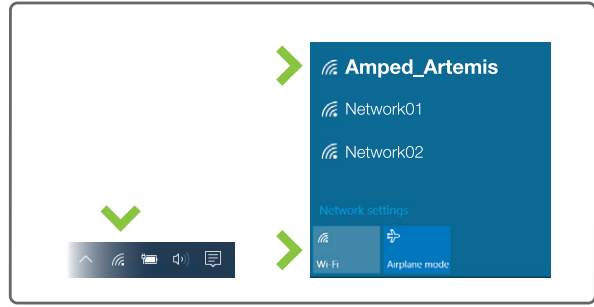 Amped_Artemis
Network01
Network02
Network settings
Wi-Fi
Airplane mode